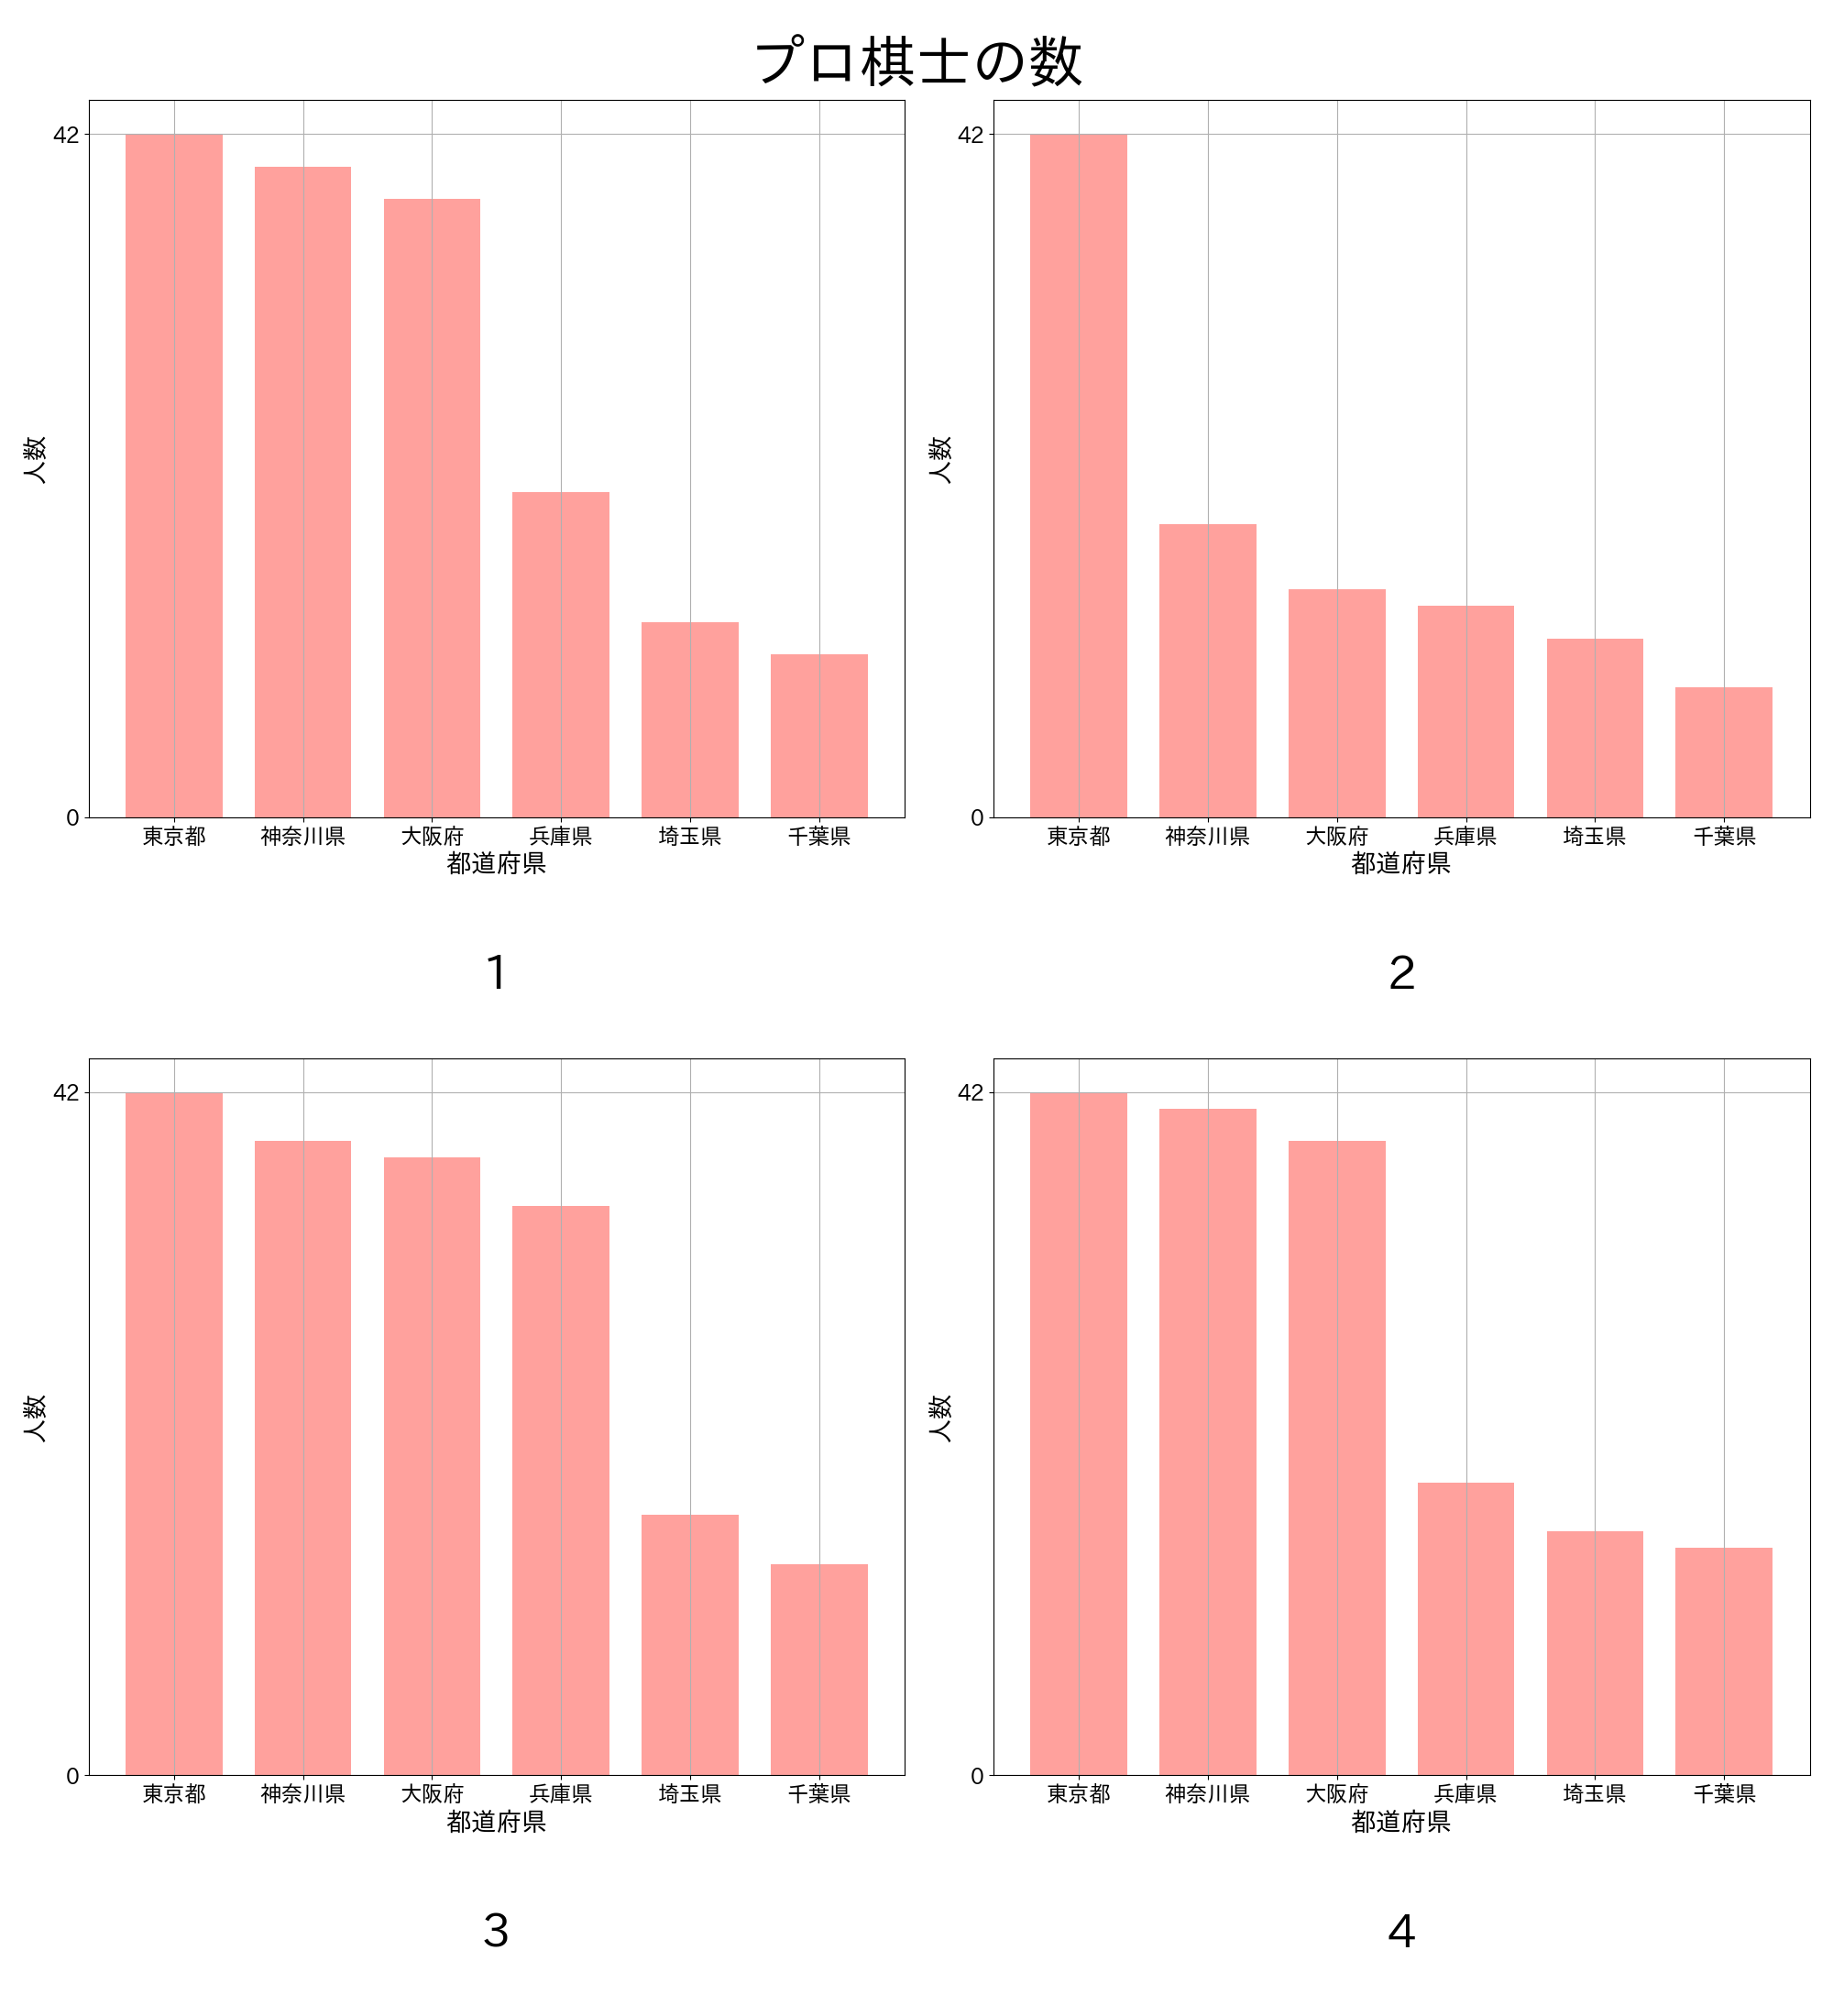 プロ棋士の数
42
0
人数
東京都 神奈川県 大阪府 兵庫県 埼玉県 千葉県
都道府県
1
42
0
人数
東京都 神奈川県 大阪府 兵庫県 埼玉県 千葉県
都道府県
2
42
0
人数
東京都 神奈川県 大阪府 兵庫県 埼玉県 千葉県
都道府県
3
42
0
人数
東京都 神奈川県 大阪府 兵庫県 埼玉県 千葉県
都道府県
4